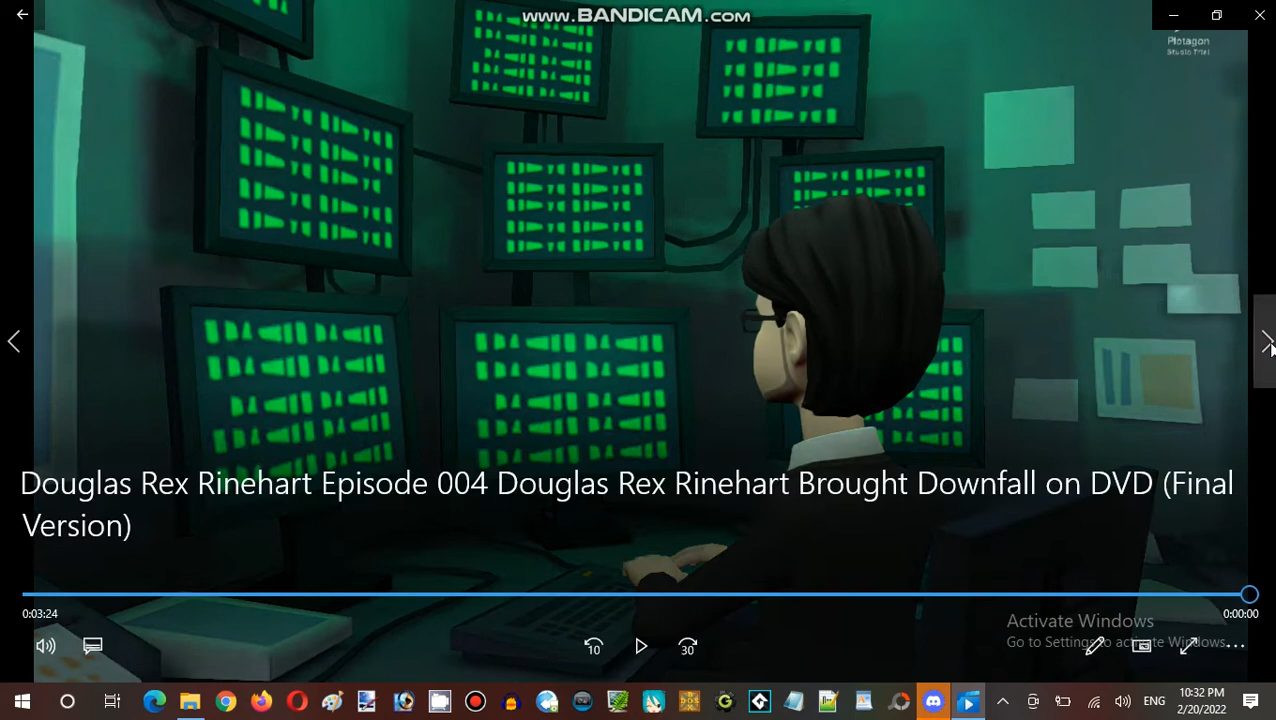 www.BANDICAM.com
Plotagon
Studio Trial
Douglas Rex Rinehart Episode 004 Douglas Rex Rinehart Brought Downfall on DVD (Final
Version)
0:03:24
0:00:00
Activate Windows
Go to Settings to activate Windows.
10
30
ENG
10:32 PM
2/20/2022